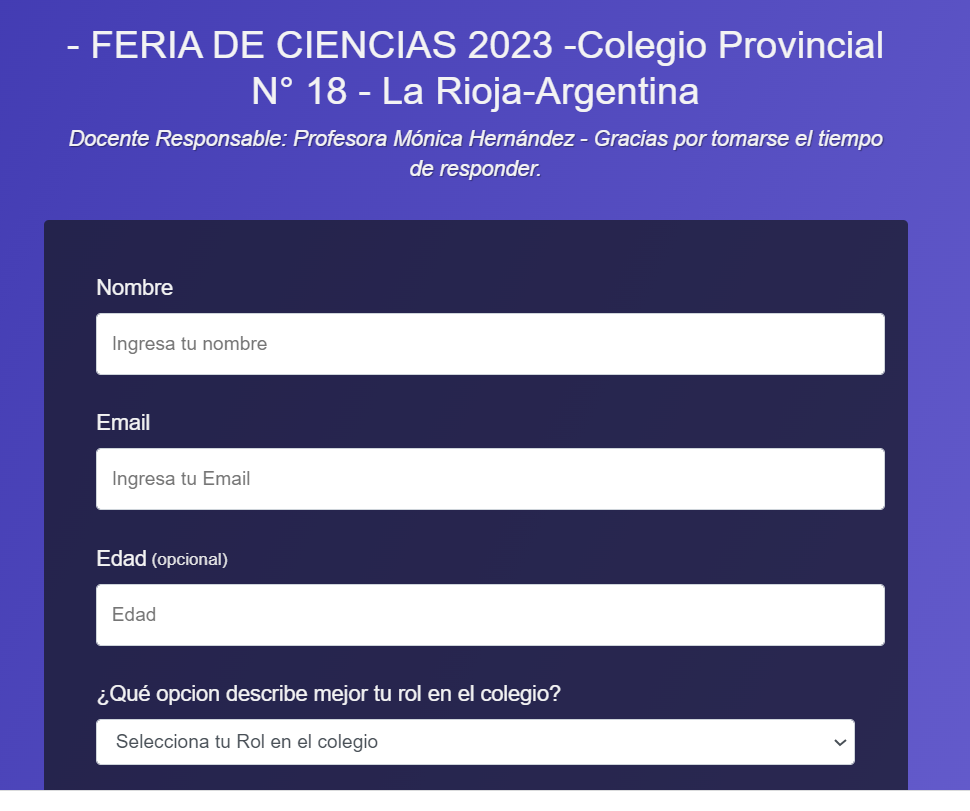 - FERIA DE CIENCIAS 2023 -Colegio Provincial
N° 18 - La Rioja-Argentina
Docente Responsable: Profesora Mónica Hernández - Gracias por tomarse el tiempo
de responder.
Nombre
Ingresa tu nombre
Email
Ingresa tu Email
Edad (opcional)
Edad
¿Qué opcion describe mejor tu rol en el colegio?
Selecciona tu Rol en el colegio